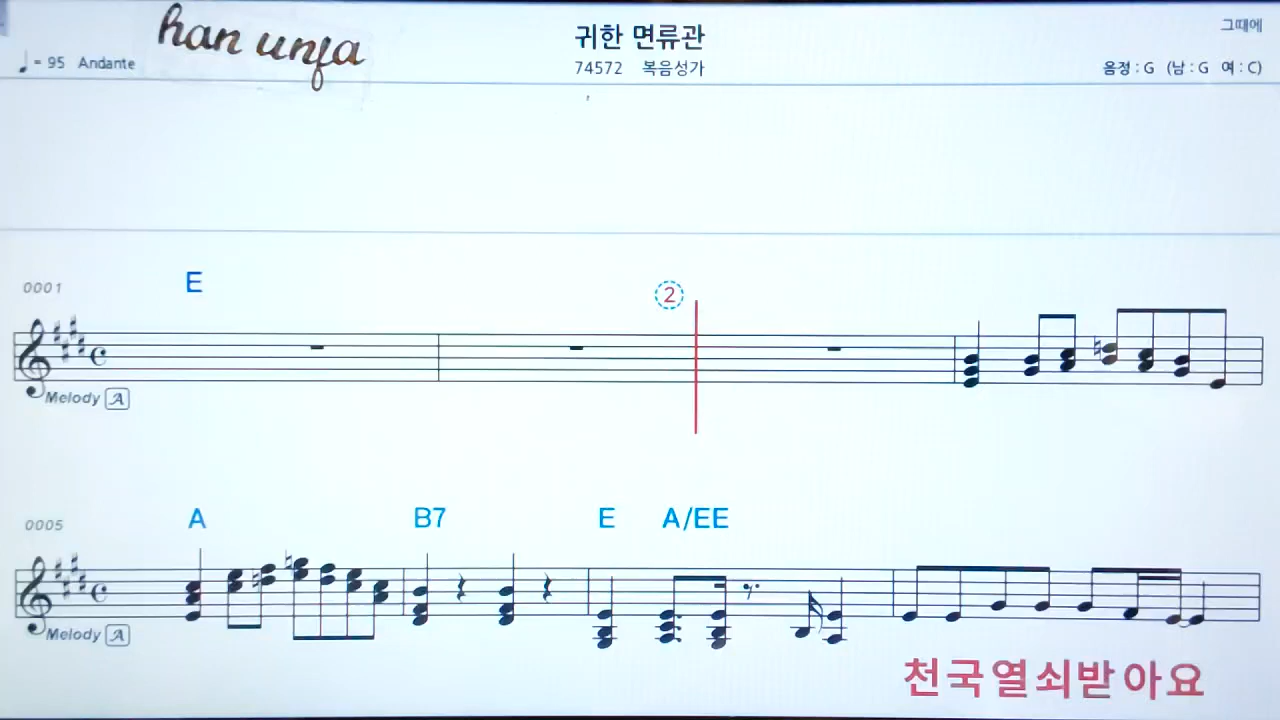 han unfa
귀한 면류관
그때에
♩= 95 Andante
74572 복음성가
음정 : G (남 : G 여 : C)
0001
E
2
Melody A
0005
A B7 E A/EE
Melody A
천국열쇠받아요